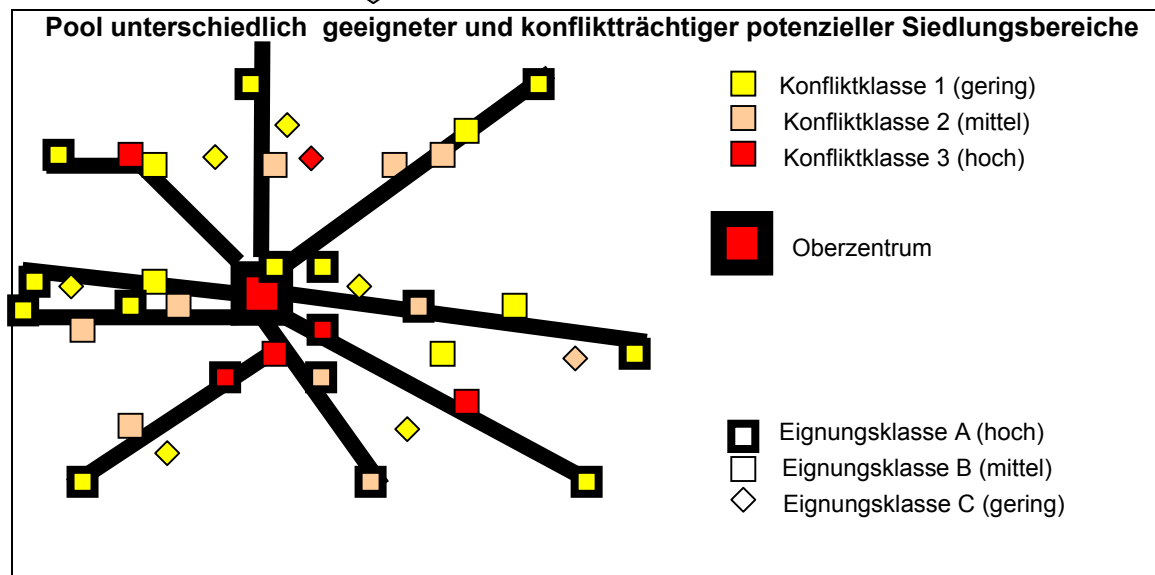 Pool unterschiedlich  geeigneter und konfliktträchtiger potenzieller Siedlungsbereiche
Konfliktklasse 1 (gering)
Konfliktklasse 2 (mittel)
Konfliktklasse 3 (hoch)
Oberzentrum
Eignungsklasse A (hoch)
Eignungsklasse B (mittel)
Eignungsklasse C (gering)